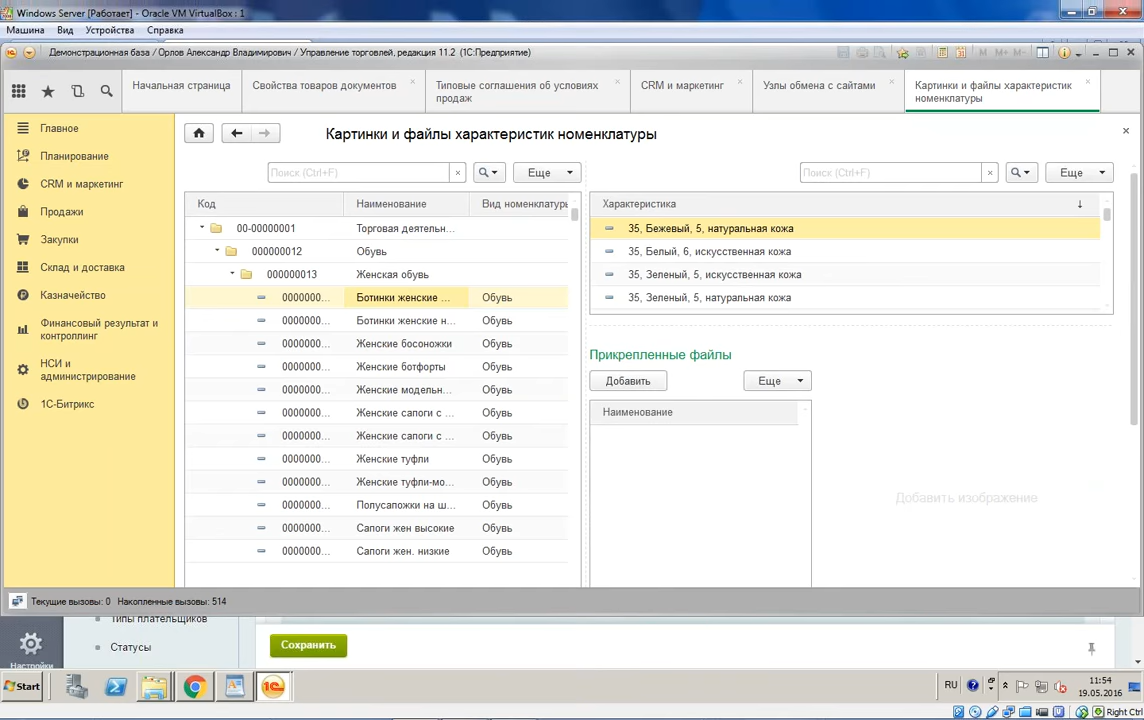 Windows Server [Работает] - Oracle VM VirtualBox : 1
Машина Вид Устройства Справка
Демонстрационная база / Орлов Александр Владимирович / Управление торговлей, редакция 11.2 (1С:Предприятие)
M M+ M-
Начальная страница
Свойства товаров документов
Типовые соглашения об условиях продаж
CRM и маркетинг
Узлы обмена с сайтами
Картинки и файлы характеристик номенклатуры
Главное
Планирование
CRM и маркетинг
Продажи
Закупки
Склад и доставка
Казначейство
Финансовый результат и
контроллинг
НСИ и
администрирование
1С-Битрикс
Картинки и файлы характеристик номенклатуры
Поиск (Ctrl+F) × Еще
Поиск (Ctrl+F) × Еще
Код Наименование Вид номенклатуры
00-00000001 Торговая деятельн...
000000012 Обувь
000000013 Женская обувь
0000000... Ботинки женские ... Обувь
0000000... Ботинки женские н... Обувь
0000000... Женские босоножки Обувь
0000000... Женские ботфорты Обувь
0000000... Женские модельн... Обувь
0000000... Женские сапоги с ... Обувь
0000000... Женские сапоги с ... Обувь
0000000... Женские туфли Обувь
0000000... Женские туфли-мо... Обувь
0000000... Полусапожки на ш... Обувь
0000000... Сапоги жен высокие Обувь
0000000... Сапоги жен. низкие Обувь
Характеристика
35, Бежевый, 5, натуральная кожа
35, Белый, 6, искусственная кожа
35, Зеленый, 5, искусственная кожа
35, Зеленый, 5, натуральная кожа
Прикрепленные файлы
Добавить Еще
Наименование
Добавить изображение
Текущие вызовы: 0 Накопленные вызовы: 514
Типы плательщиков
Статусы
Настройки
Сохранить
Start
RU
11:54
19.05.2016
Right Ctrl